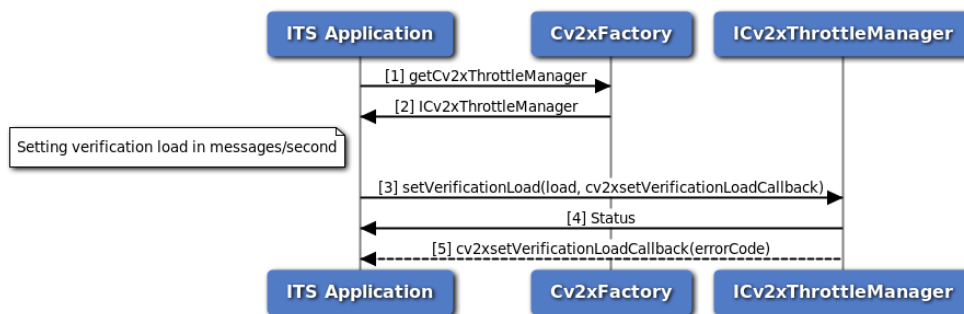 ITS Application Cv2xFactory ICv2xThrottleManager
[1] getCv2xThrottleManager
[2] ICv2xThrottleManager
Setting verification load in messages/second
[3] setVerificationLoad(load, cv2xsetVerificationLoadCallback)
[4] Status
[5] cv2xsetVerificationLoadCallback(errorCode)
ITS Application Cv2xFactory ICv2xThrottleManager